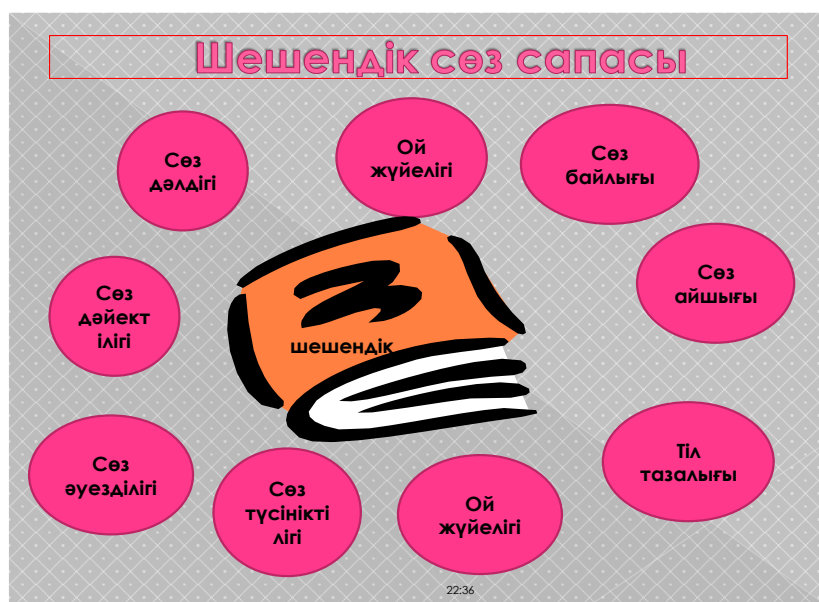 Шешендік сөз сапасы
Ой
жүйелігі
Сөз
байлығы
Сөз
дәлдігі
Сөз
айшығы
Сөз
дәйект
ілігі
шешендік
Тіл
тазалығы
Сөз
әуезділігі
Сөз
түсінікті
лігі
Ой
жүйелігі
22:36